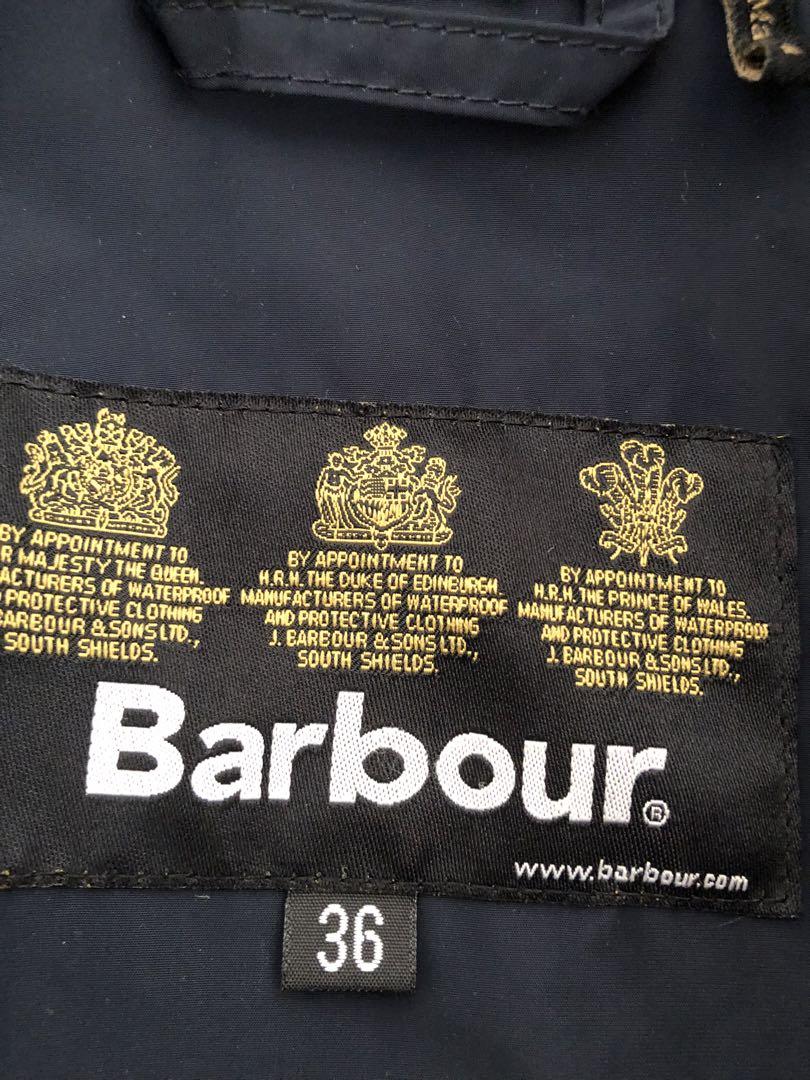 BY APPOINTMENT TO
R MAJESTY THE QUEEN.
ACTURERS OF WATERPROOF
PROTECTIVE CLOTHING
BARBOUR & SONS LTD.,
SOUTH SHIELDS.
BY APPOINTMENT TO
H.R.H. THE DUKE OF EDINBURGH
MANUFACTURERS OF WATERPROOF
AND PROTECTIVE CLOTHING
J. BARBOUR & SONS LTD.,
SOUTH SHIELDS.
BY APPOINTMENT TO
H.R.H. THE PRINCE OF WALES.
MANUFACTURERS OF WATERPROOF
AND PROTECTIVE CLOTHING
J. BARBOUR & SONS LTD.,
SOUTH SHIELDS.
Barbour®
www.barbour.com
36